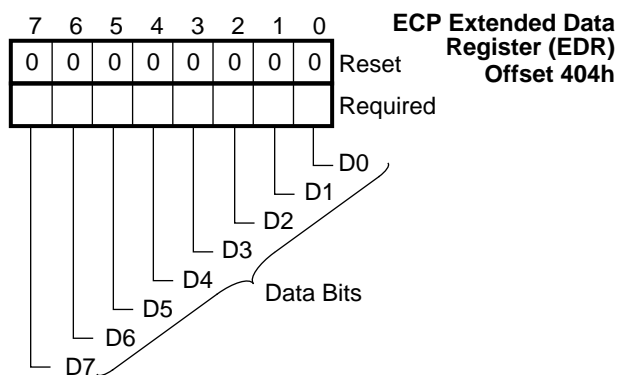 7 6 5 4 3 2 1 0
ECP Extended Data
Register (EDR)
Offset 404h
0 0 0 0 0 0 0 0 Reset
Required
D0
D1
D2
D3
D4
Data Bits
D5
D6
D7